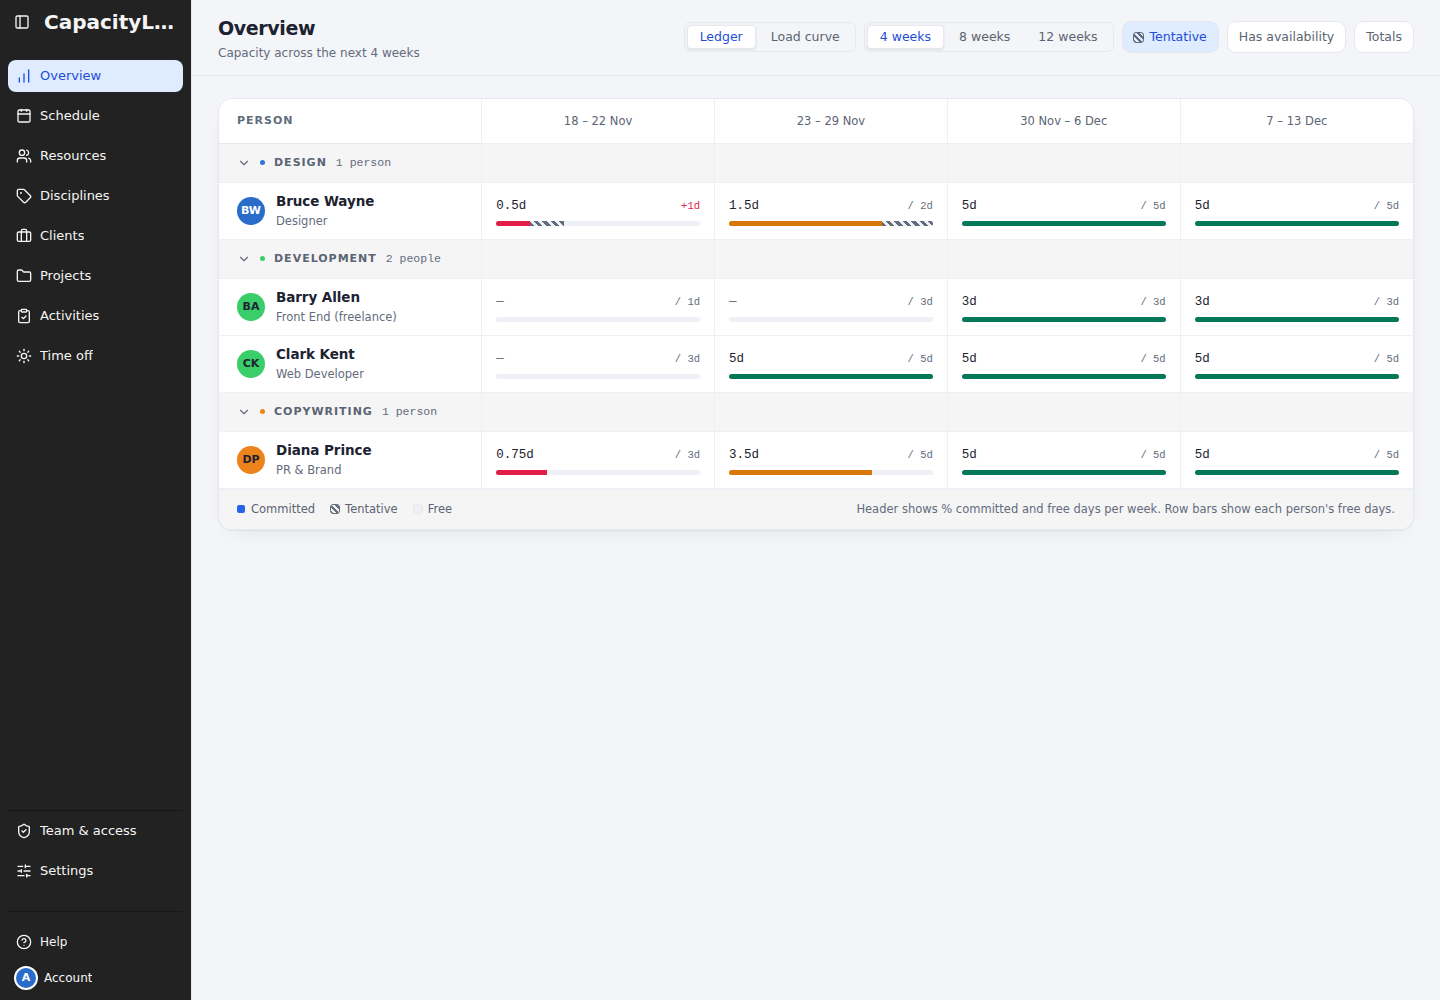 CapacityL...
Overview
Schedule
Resources
Disciplines
Clients
Projects
Activities
Time off
Team & access
Settings
Help
A Account
Overview
Capacity across the next 4 weeks
Ledger Load curve 4 weeks 8 weeks 12 weeks Tentative Has availability Totals
PERSON 18 – 22 Nov 23 – 29 Nov 30 Nov – 6 Dec 7 – 13 Dec
DESIGN 1 person
BW Bruce Wayne
Designer
0.5d +1d 1.5d / 2d 5d / 5d 5d / 5d
DEVELOPMENT 2 people
BA Barry Allen
Front End (freelance)
— / 1d — / 3d 3d / 3d 3d / 3d
CK Clark Kent
Web Developer
— / 3d 5d / 5d 5d / 5d 5d / 5d
COPYWRITING 1 person
DP Diana Prince
PR & Brand
0.75d / 3d 3.5d / 5d 5d / 5d 5d / 5d
Committed Tentative Free Header shows % committed and free days per week. Row bars show each person's free days.